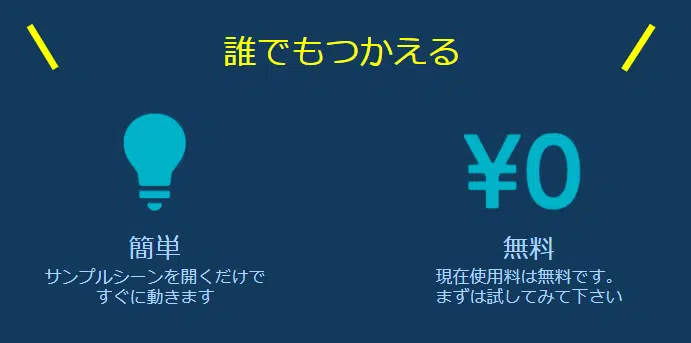 誰でもつかえる
¥0
簡単
無料
サンプルシーンを開くだけで
すぐに動きます
現在使用料は無料です。
まずは試してみて下さい